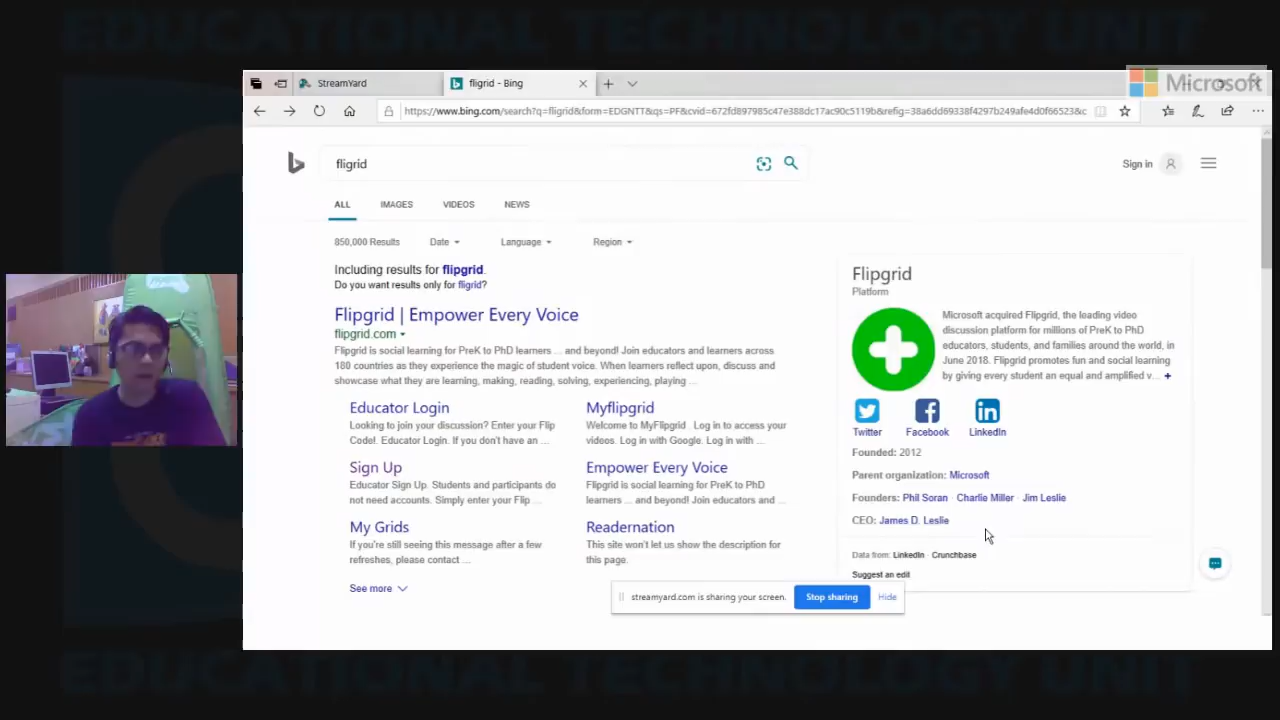 EDUCATIONAL TECHNOLOGY UNIT
StreamYard
fligrid - Bing
Microsoft
https://www.bing.com/search?q=fligrid&form=EDGNTT&qs=PF&cvid=672fd897985c47e388dc17ac90c5119b&refig=38a6dd69338f4297b249afe4d0f66523&c
fligrid
Sign in
ALL IMAGES VIDEOS NEWS
850,000 Results Date Language Region
Including results for flipgrid.
Do you want results only for fligrid?
Flipgrid | Empower Every Voice
flipgrid.com
Flipgrid is social learning for PreK to PhD learners ... and beyond! Join educators and learners across
180 countries as they experience the magic of student voice. When learners reflect upon, discuss and
showcase what they are learning, making, reading, solving, experiencing, playing ...
Educator Login
Looking to join your discussion? Enter your Flip
Code!. Educator Login. If you don't have an ...
Myflipgrid
Welcome to MyFlipgrid . Log in to access your
videos. Log in with Google. Log in with ...
Sign Up
Educator Sign Up. Students and participants do
not need accounts. Simply enter your Flip ...
Empower Every Voice
Flipgrid is social learning for PreK to PhD
learners ... and beyond! Join educators and ...
My Grids
If you're still seeing this message after a few
refreshes, please contact ...
Readernation
This site won't let us show the description for
this page.
See more
Flipgrid
Platform
Microsoft acquired Flipgrid, the leading video
discussion platform for millions of PreK to PhD
educators, students, and families around the world, in
June 2018. Flipgrid promotes fun and social learning
by giving every student an equal and amplified v... +
Twitter Facebook LinkedIn
Founded: 2012
Parent organization: Microsoft
Founders: Phil Soran · Charlie Miller · Jim Leslie
CEO: James D. Leslie
Data from: LinkedIn · Crunchbase
Suggest an edit
streamyard.com is sharing your screen. Stop sharing Hide
EDUCATIONAL TECHNOLOGY UNIT